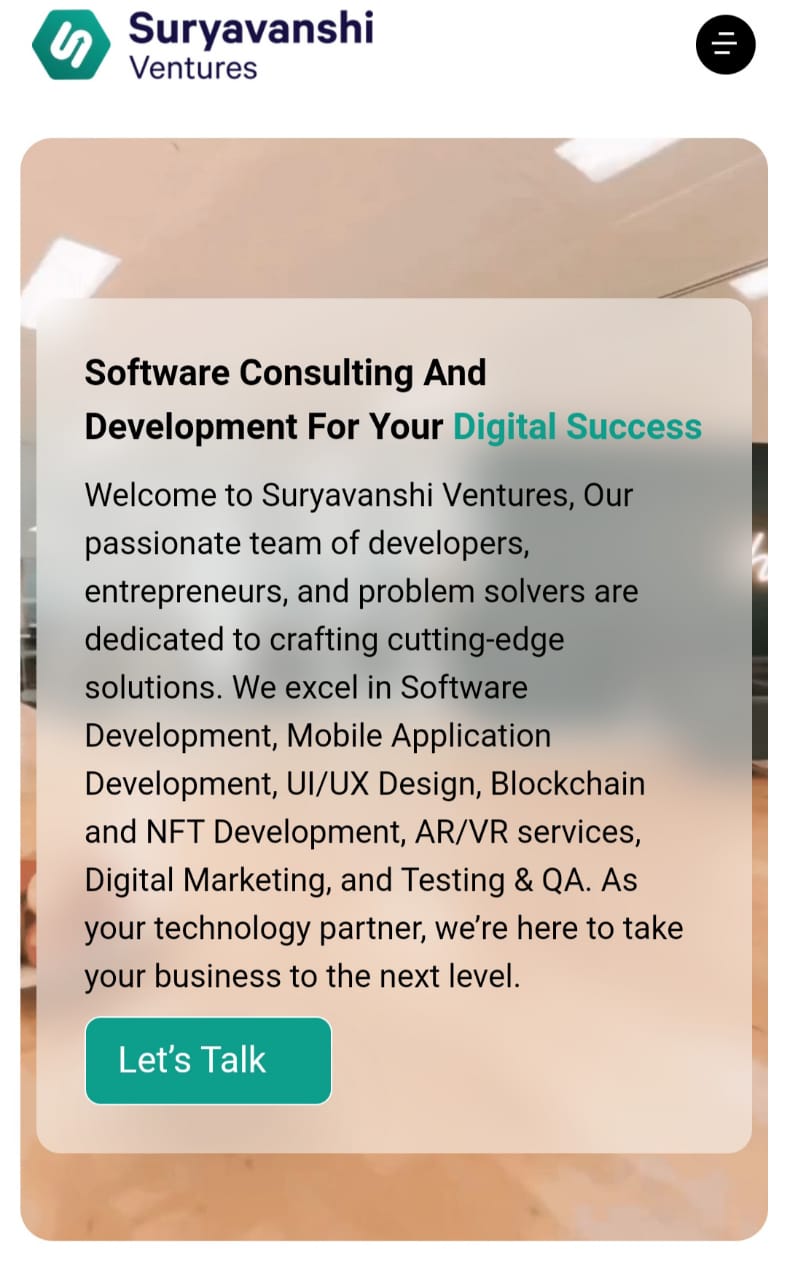 Suryavanshi
Ventures
Software Consulting And
Development For Your Digital Success
Welcome to Suryavanshi Ventures, Our
passionate team of developers,
entrepreneurs, and problem solvers are
dedicated to crafting cutting-edge
solutions. We excel in Software
Development, Mobile Application
Development, UI/UX Design, Blockchain
and NFT Development, AR/VR services,
Digital Marketing, and Testing & QA. As
your technology partner, we’re here to take
your business to the next level.
Let’s Talk